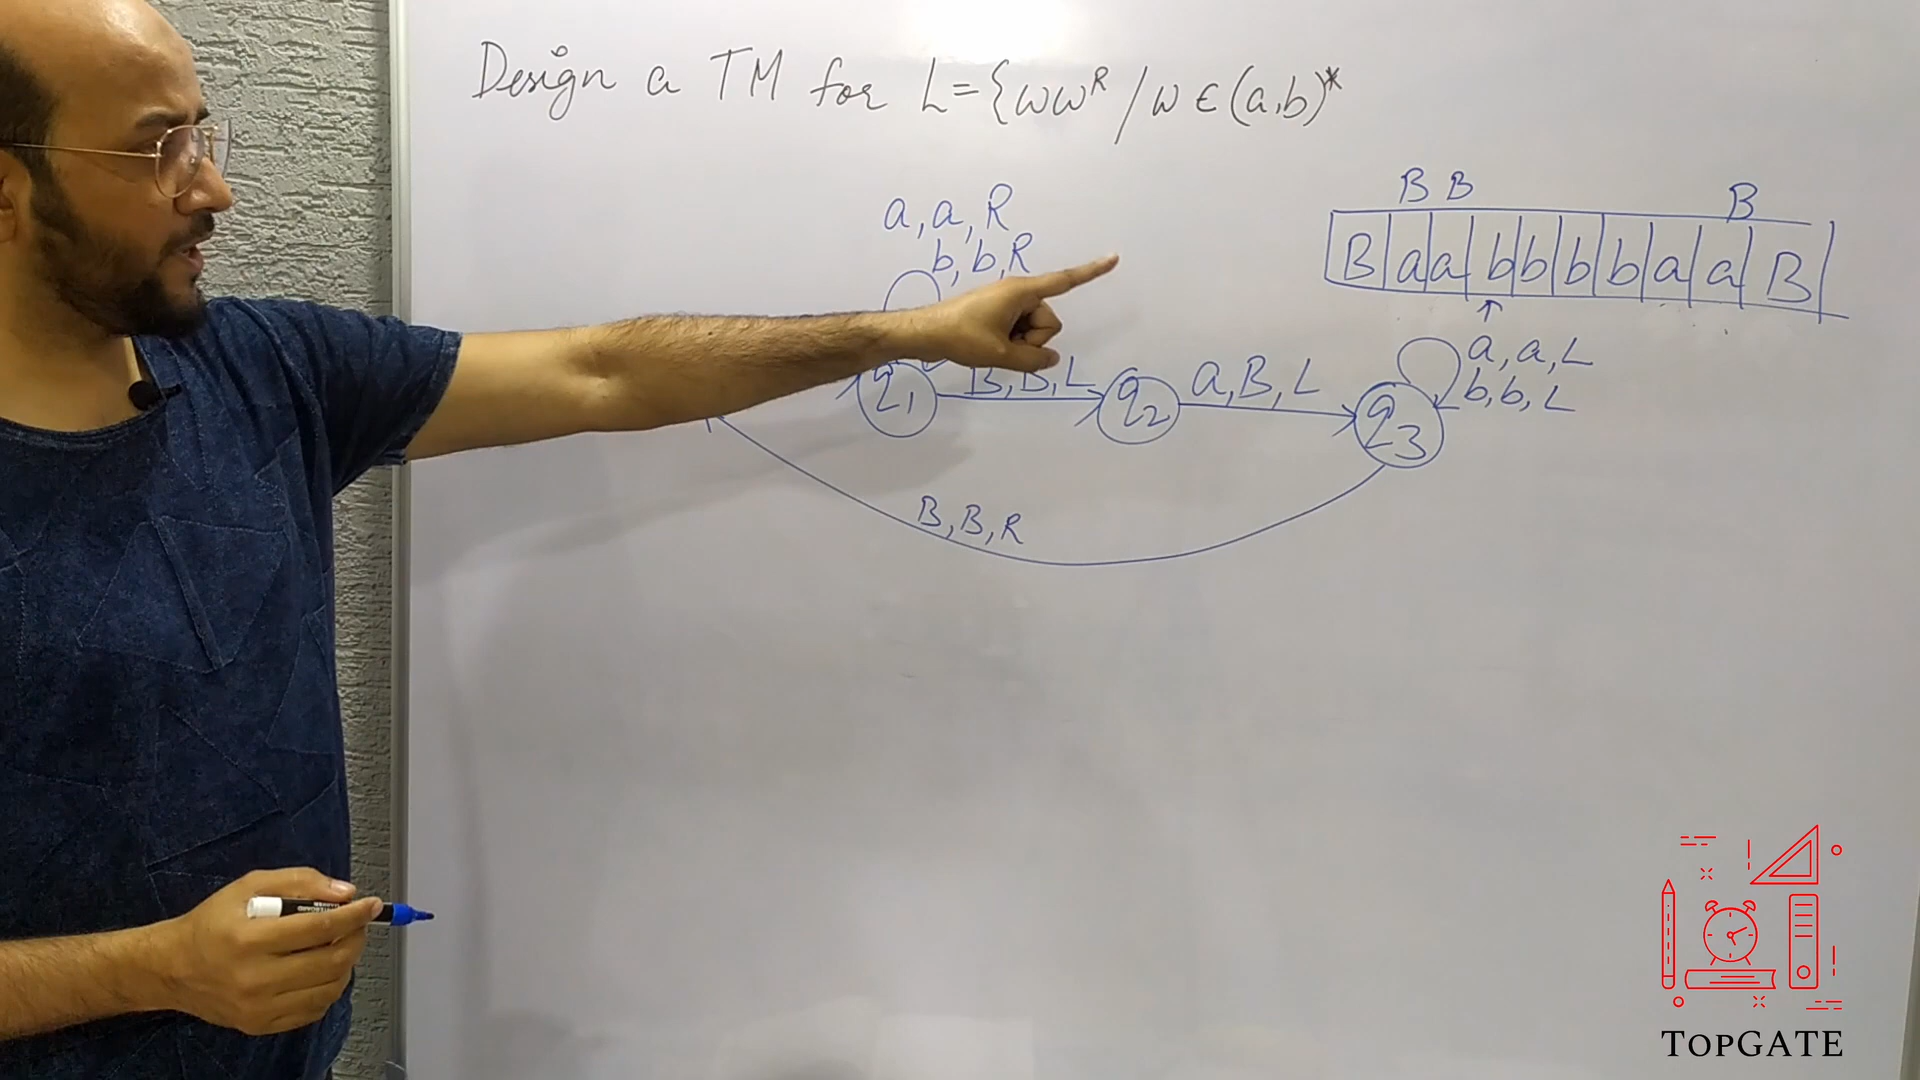 Design a TM for L={ωω^R / ω ∈ (a,b)*
B B B
B a a b b b b a a B
a, a, R
b, b, R
a, a, L
b, b, L
q1 B, B, L q2 a, B, L q3
B, B, R
TOPGATE